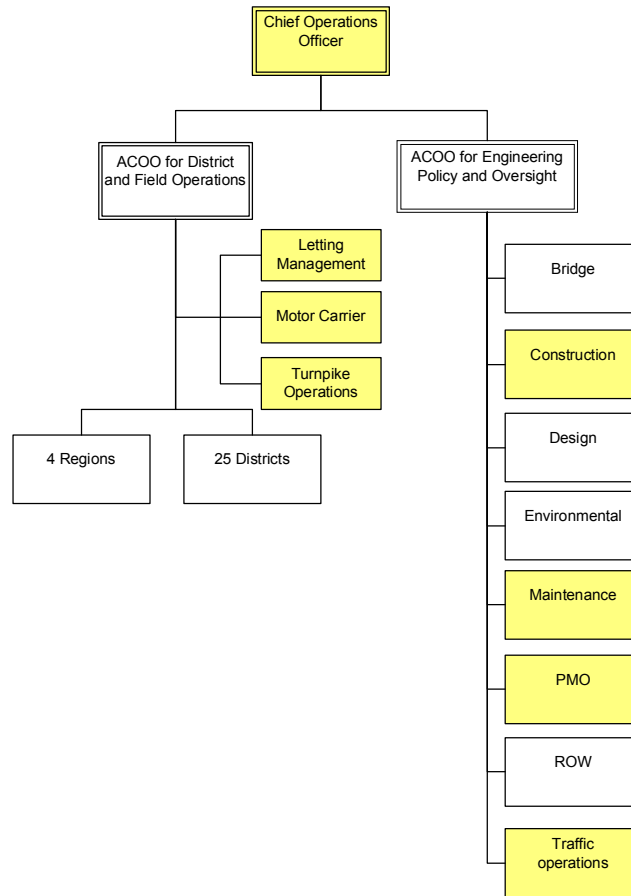 Chief Operations
Officer
ACOO for District
and Field Operations
ACOO for Engineering
Policy and Oversight
Letting
Management
Motor Carrier
Turnpike
Operations
4 Regions
25 Districts
Bridge
Construction
Design
Environmental
Maintenance
PMO
ROW
Traffic
operations